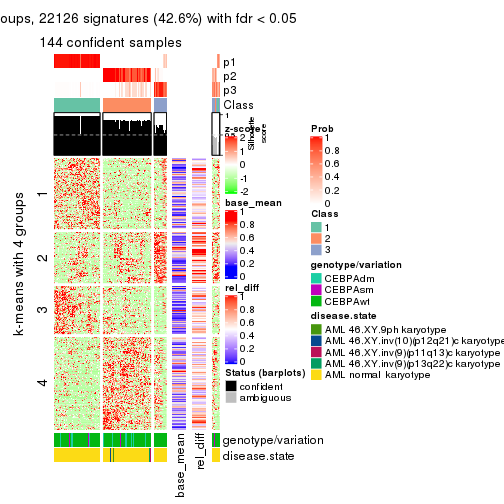 oups, 22126 signatures (42.6%) with fdr < 0.05
144 confident samples
p1
p2
p3
Class
1
0
Silhouette
score
k-means with 4 groups
1
2
3
4
z-score
2
1
0
-1
-2
base_mean
1
0.8
0.6
0.4
0.2
0
rel_diff
1
0.8
0.6
0.4
0.2
0
Status (barplots)
confident
ambiguous
genotype/variation
disease.state
base_mean
rel_diff
Prob
1
0.8
0.6
0.4
0.2
0
Class
1
2
3
genotype/variation
CEBPAdm
CEBPAsm
CEBPAwt
disease.state
AML 46.XY.9ph karyotype
AML 46.XY.inv(10)(p12q21)c karyotype
AML 46.XY.inv(9)(p11q13)c karyotype
AML 46.XY.inv(9)(p13q22)c karyotype
AML normal karyotype